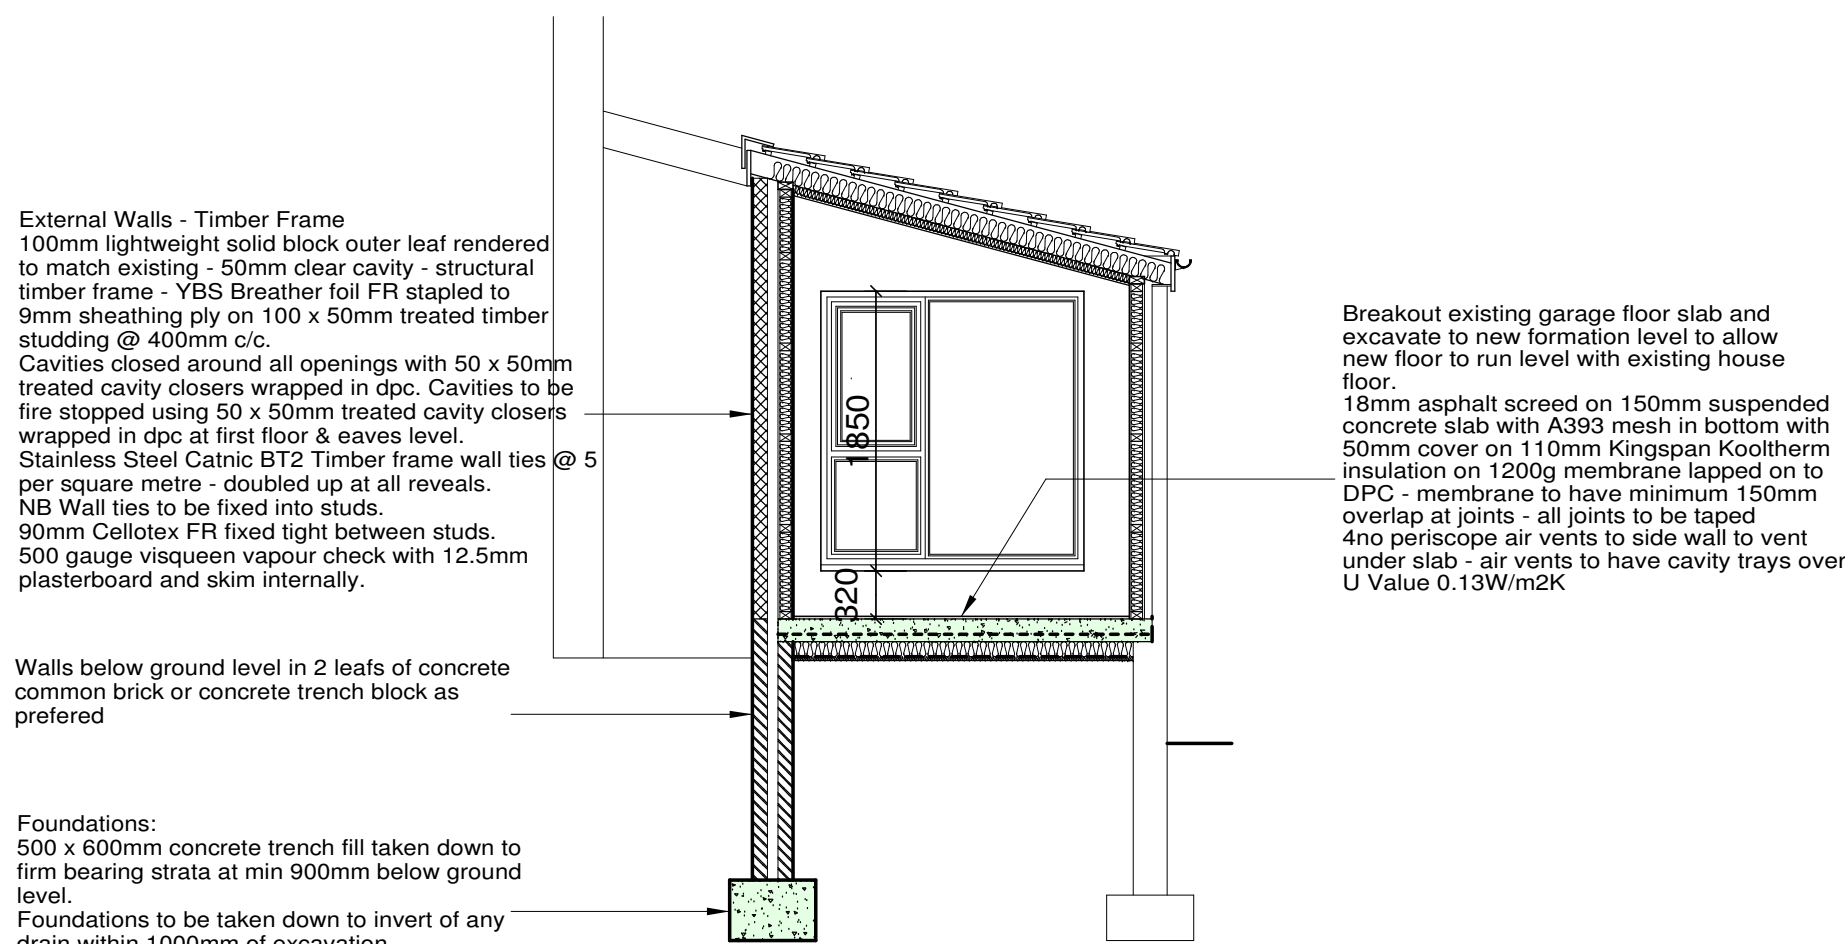 External Walls - Timber Frame
100mm lightweight solid block outer leaf rendered
to match existing - 50mm clear cavity - structural
timber frame - YBS Breather foil FR stapled to
9mm sheathing ply on 100 x 50mm treated timber
studding @ 400mm c/c.
Cavities closed around all openings with 50 x 50mm
treated cavity closers wrapped in dpc. Cavities to be
fire stopped using 50 x 50mm treated cavity closers
wrapped in dpc at first floor & eaves level.
Stainless Steel Catnic BT2 Timber frame wall ties @ 5
per square metre - doubled up at all reveals.
NB Wall ties to be fixed into studs.
90mm Cellotex FR fixed tight between studs.
500 gauge visqueen vapour check with 12.5mm
plasterboard and skim internally.
Walls below ground level in 2 leafs of concrete
common brick or concrete trench block as
prefered
Foundations:
500 x 600mm concrete trench fill taken down to
firm bearing strata at min 900mm below ground
level.
Foundations to be taken down to invert of any
drain within 1000mm of excavation
1850
320
Breakout existing garage floor slab and
excavate to new formation level to allow
new floor to run level with existing house
floor.
18mm asphalt screed on 150mm suspended
concrete slab with A393 mesh in bottom with
50mm cover on 110mm Kingspan Kooltherm
insulation on 1200g membrane lapped on to
DPC - membrane to have minimum 150mm
overlap at joints - all joints to be taped
4no periscope air vents to side wall to vent
under slab - air vents to have cavity trays over
U Value 0.13W/m2K